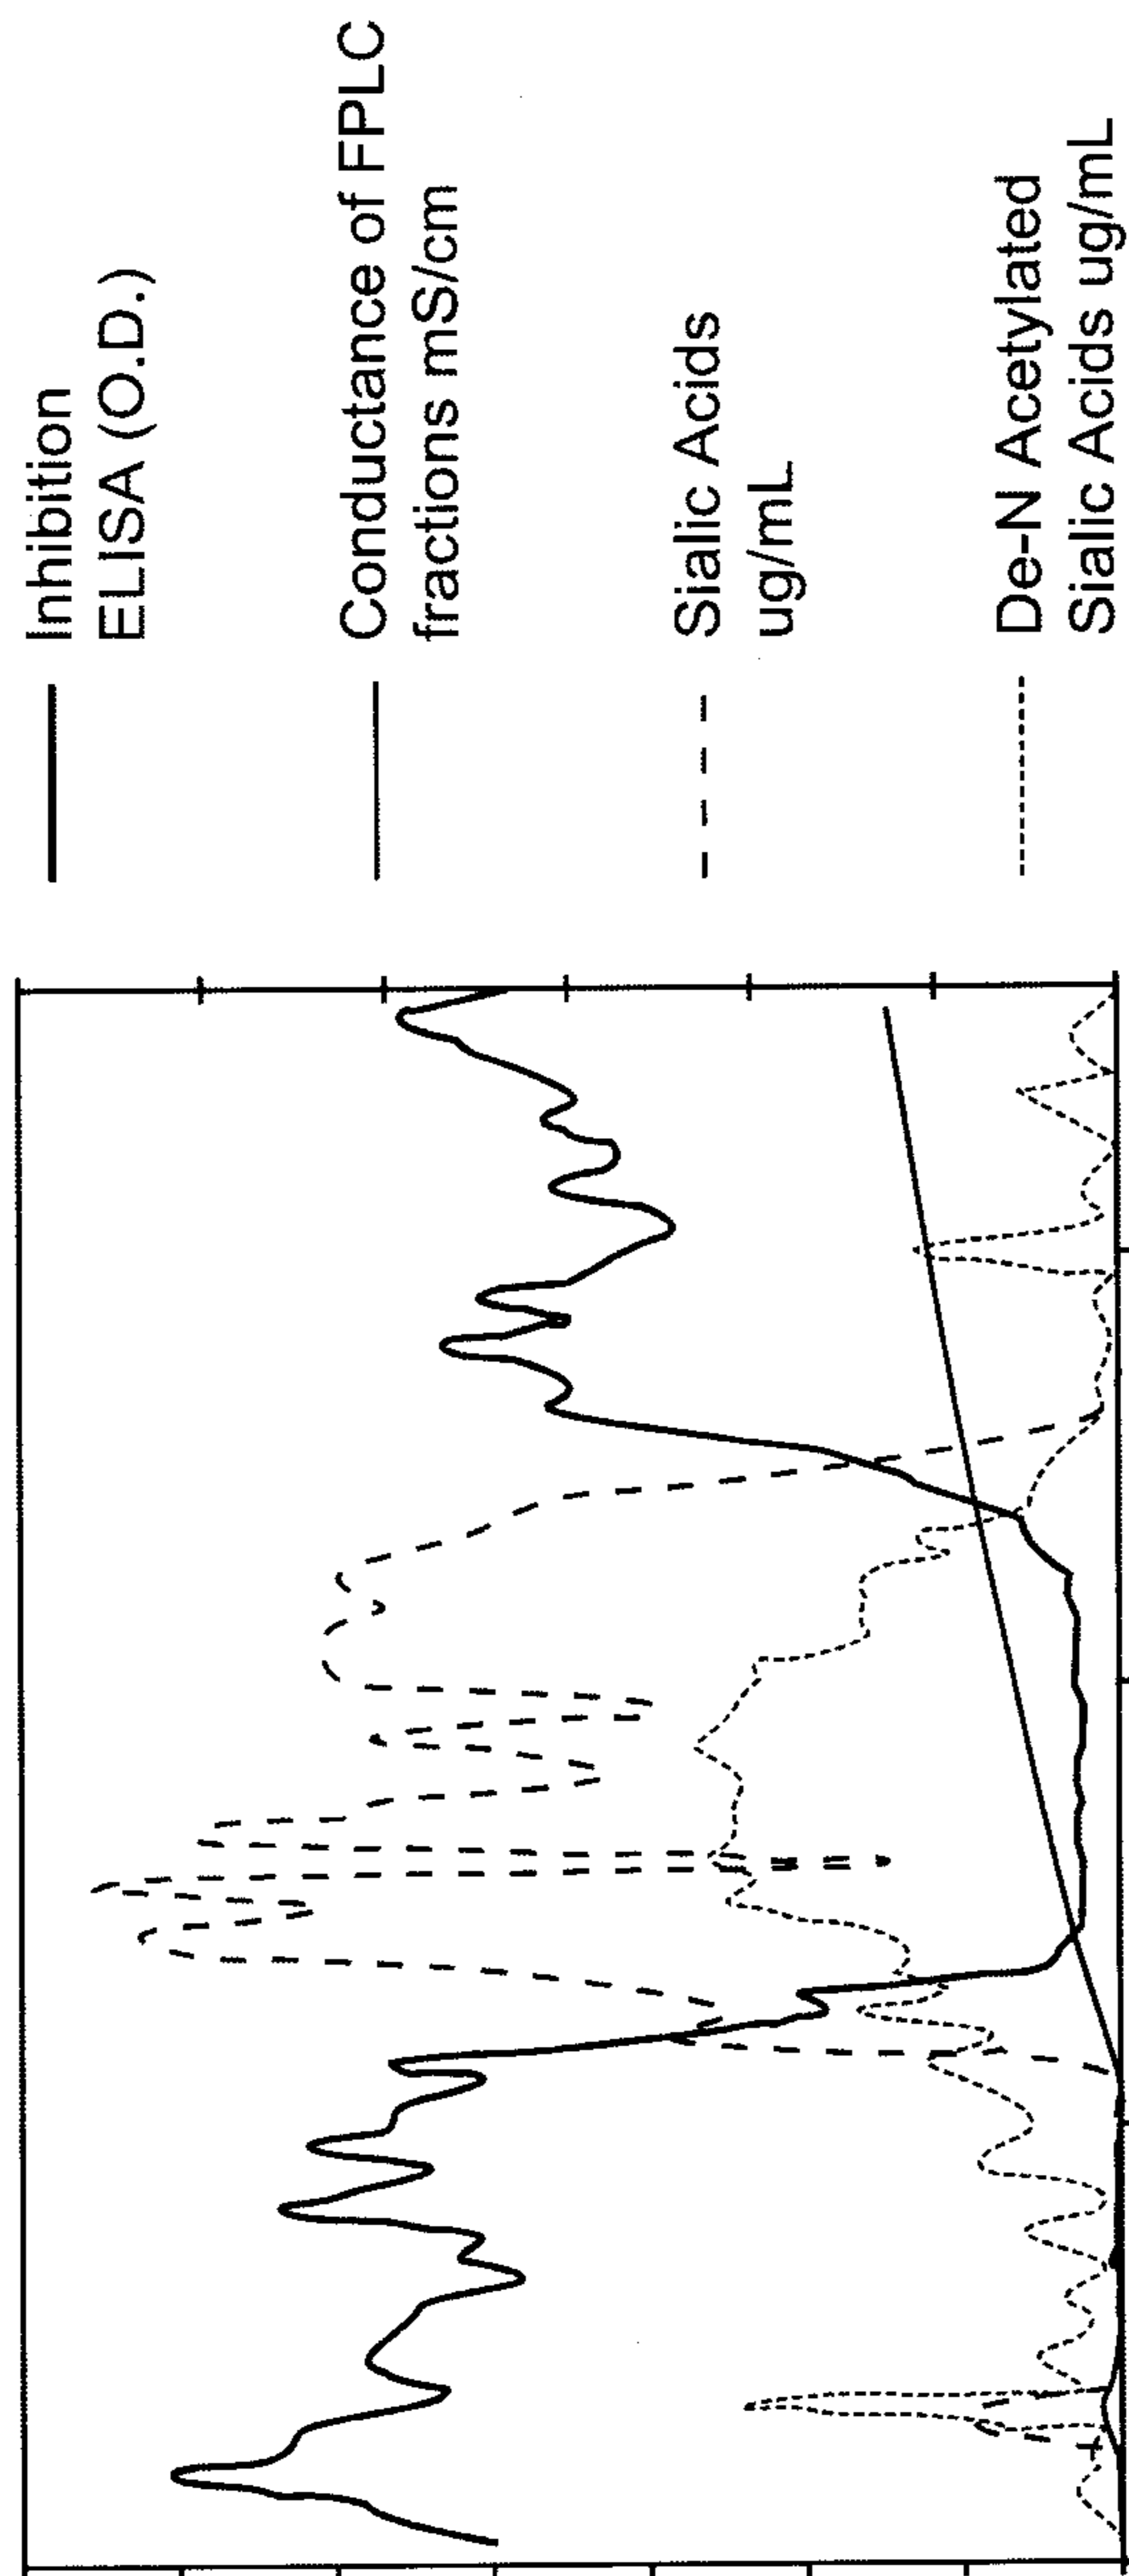 Inhibition
ELISA (O.D.)
Conductance of FPLC
fractions mS/cm
Sialic Acids
ug/mL
De-N Acetylated
Sialic Acids ug/mL